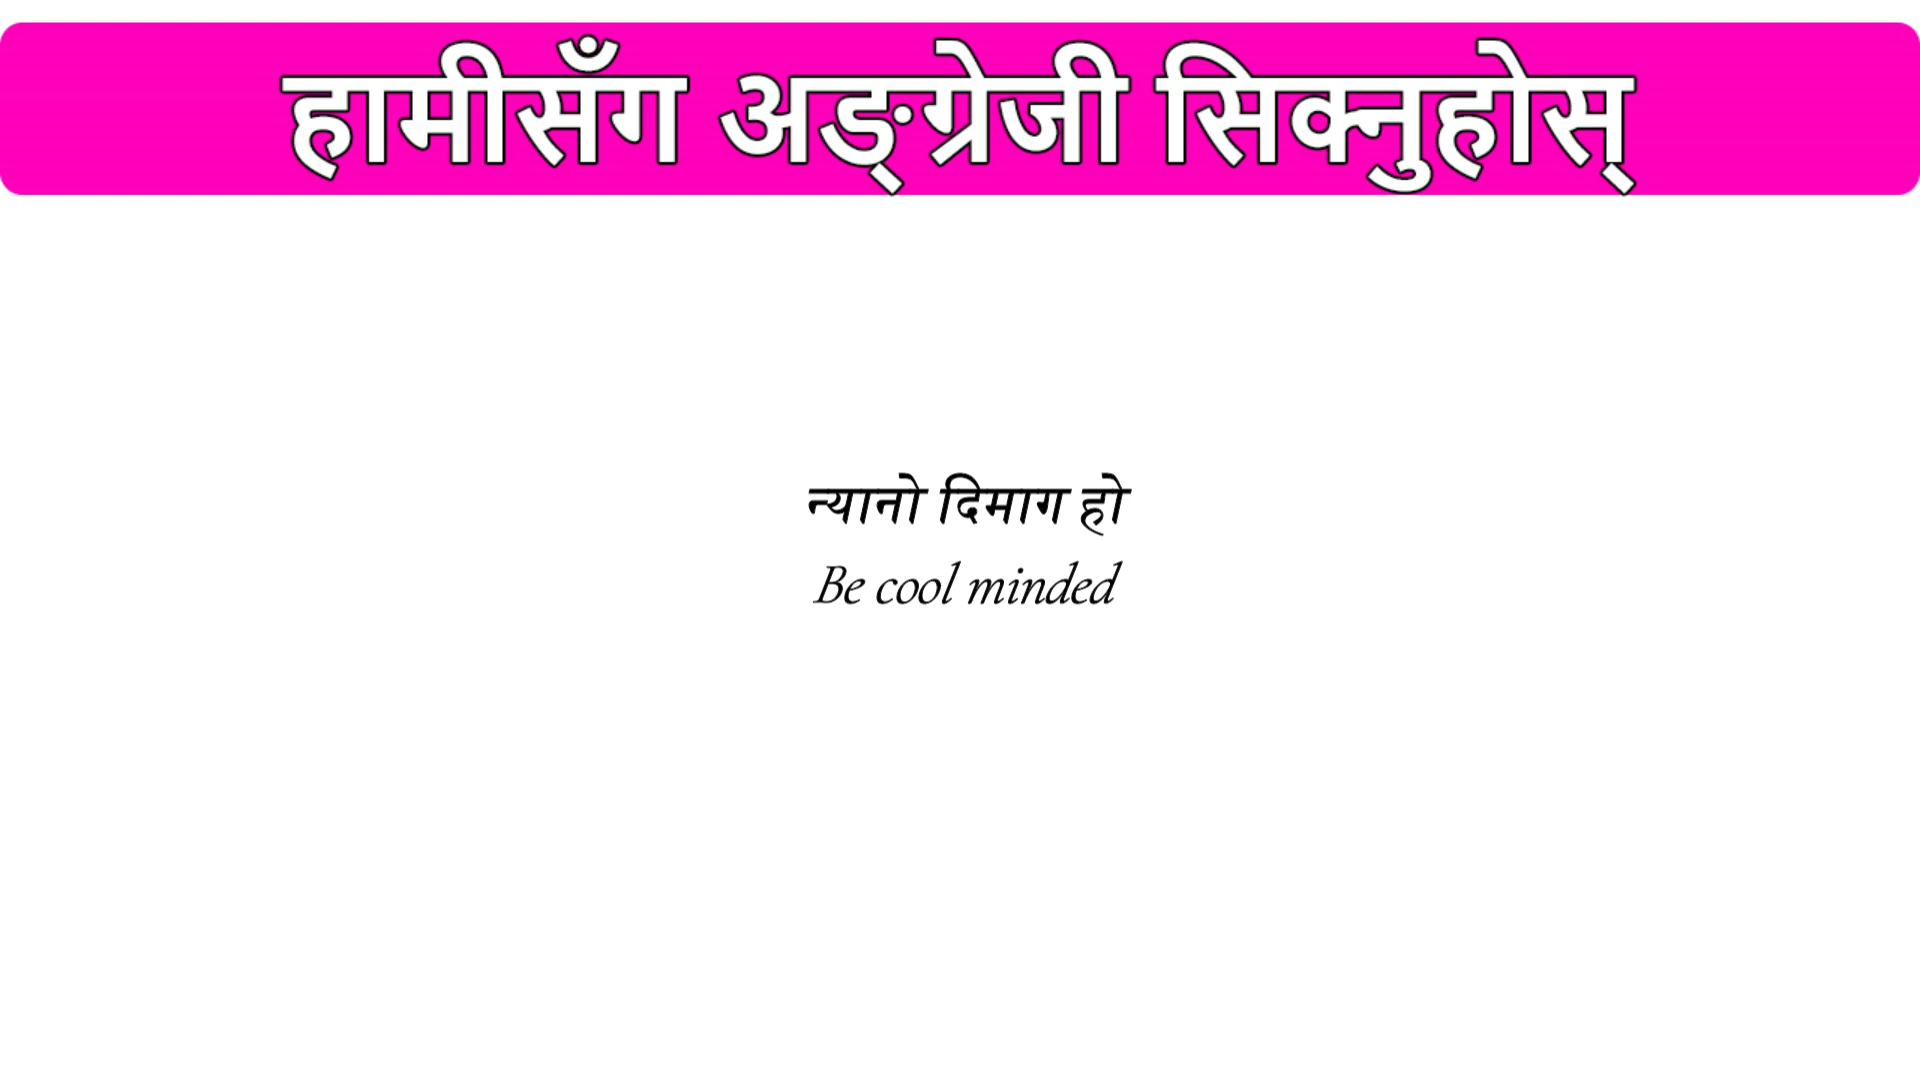 हामीसँग अङ्ग्रेजी सिक्नुहोस्
न्यानो दिमाग हो
Be cool minded